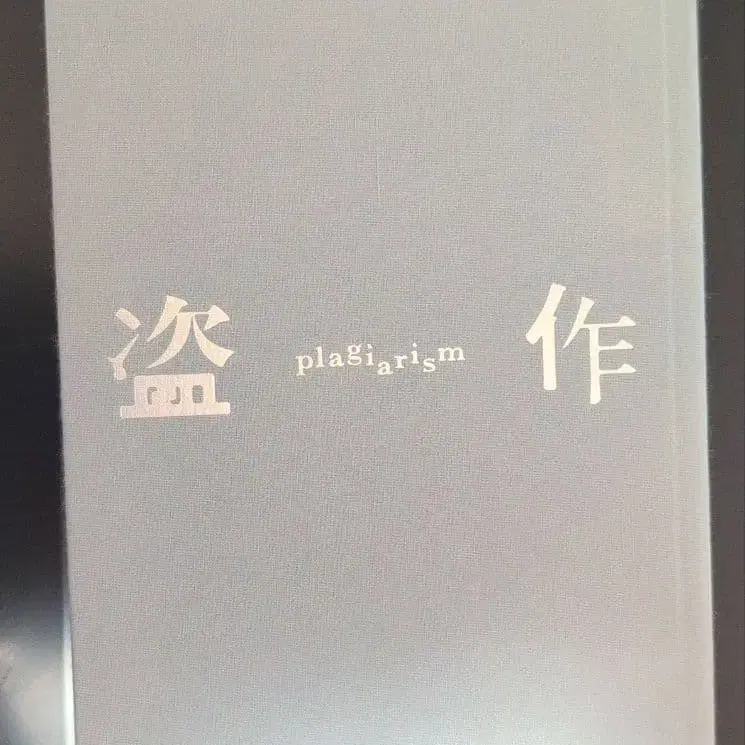 盗 plagiarism 作